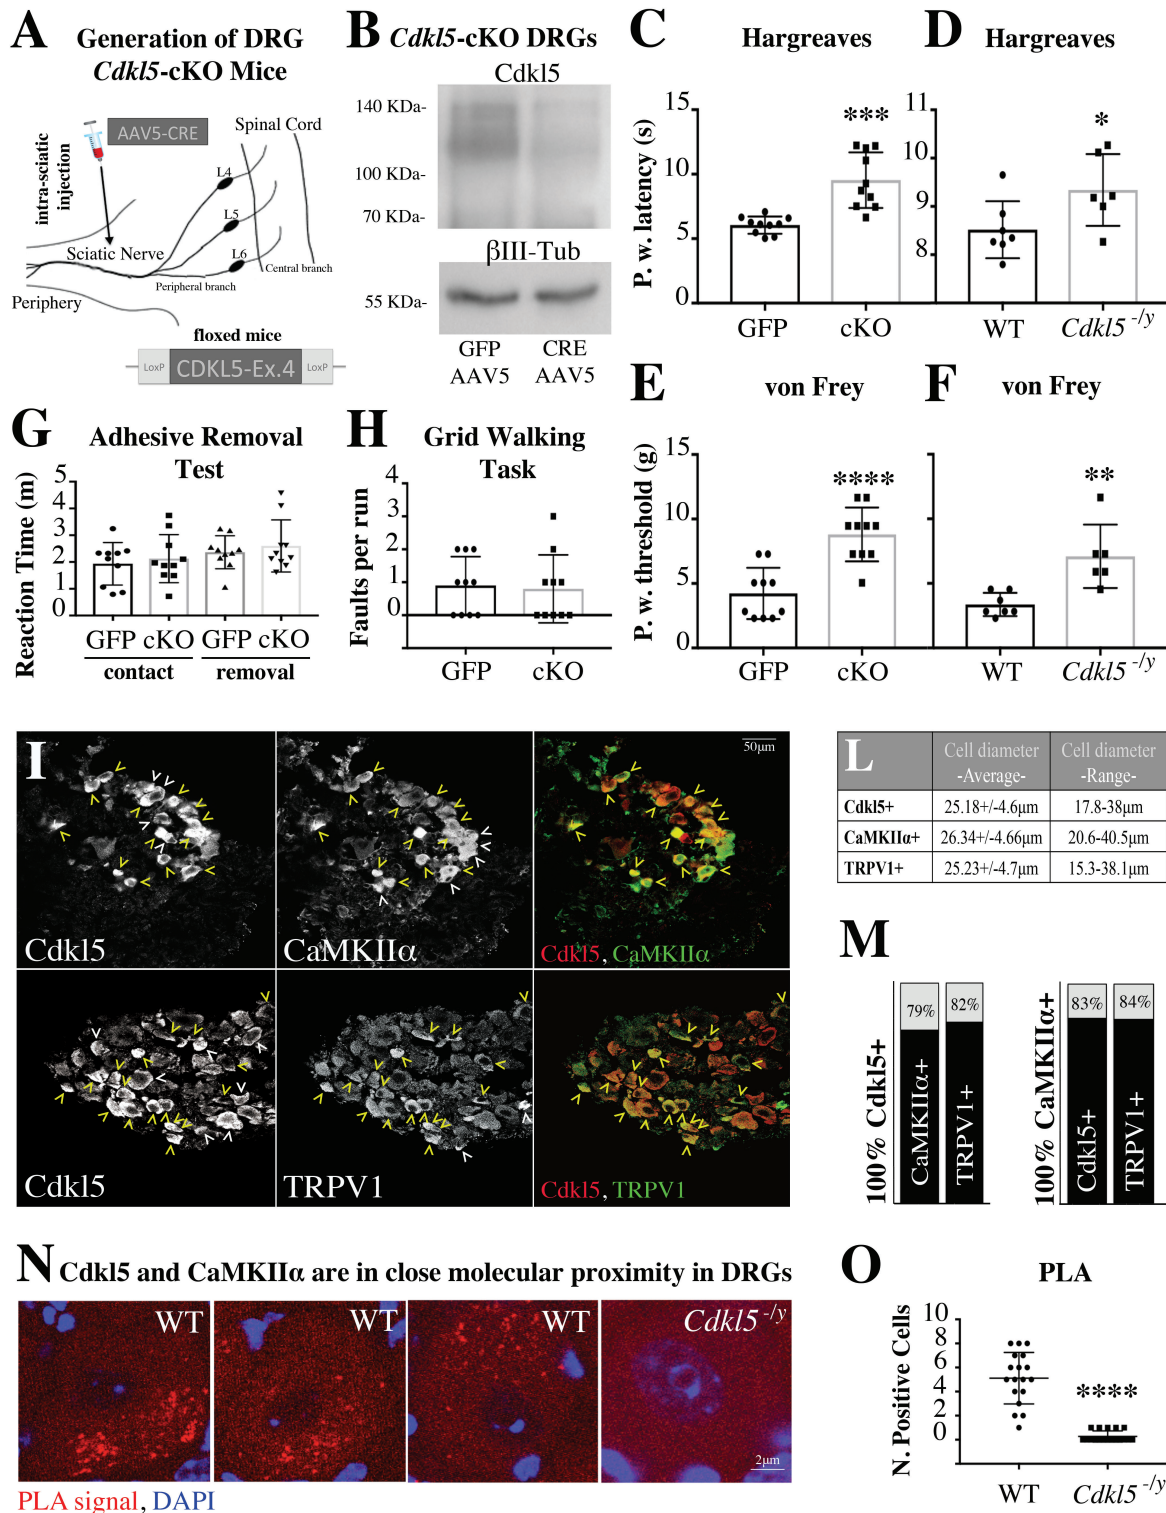 A Generation of DRG
Cdkl5-cKO Mice
AAV5-CRE
Spinal Cord
intra-sciatic
injection
L4
L5
L6
Sciatic Nerve
Central branch
Peripheral branch
Periphery
floxed mice
LoxP CDKL5-Ex.4 LoxP
B Cdkl5-cKO DRGs
Cdkl5
140 KDa-
100 KDa-
70 KDa-
βIII-Tub
55 KDa-
GFP CRE
AAV5 AAV5
C Hargreaves
P. w. latency (s)
15
10
5
0
***
GFP cKO
D Hargreaves
11
10
9
8
*
WT Cdkl5 -/y
E von Frey
P. w. threshold (g)
15
10
5
0
****
GFP cKO
F von Frey
**
WT Cdkl5 -/y
G Adhesive Removal
Test
Reaction Time (m)
5
4
3
2
1
0
GFP cKO GFP cKO
contact removal
H Grid Walking
Task
Faults per run
4
3
2
1
0
GFP cKO
I
50μm
Cdkl5
CaMKIIα
Cdkl5, CaMKIIα
Cdkl5
TRPV1
Cdkl5, TRPV1
L Cell diameter Cell diameter
-Average- -Range-
Cdkl5+ 25.18+/-4.6μm 17.8-38μm
CaMKIIα+ 26.34+/-4.66μm 20.6-40.5μm
TRPV1+ 25.23+/-4.7μm 15.3-38.1μm
M
100% Cdkl5+
79% 82%
CaMKIIα+ TRPV1+
100% CaMKIIα+
83% 84%
Cdkl5+ TRPV1+
N Cdkl5 and CaMKIIα are in close molecular proximity in DRGs
WT
WT
WT
Cdkl5 -/y
2μm
PLA signal, DAPI
O PLA
N. Positive Cells
10
8
6
4
2
0
****
WT Cdkl5 -/y